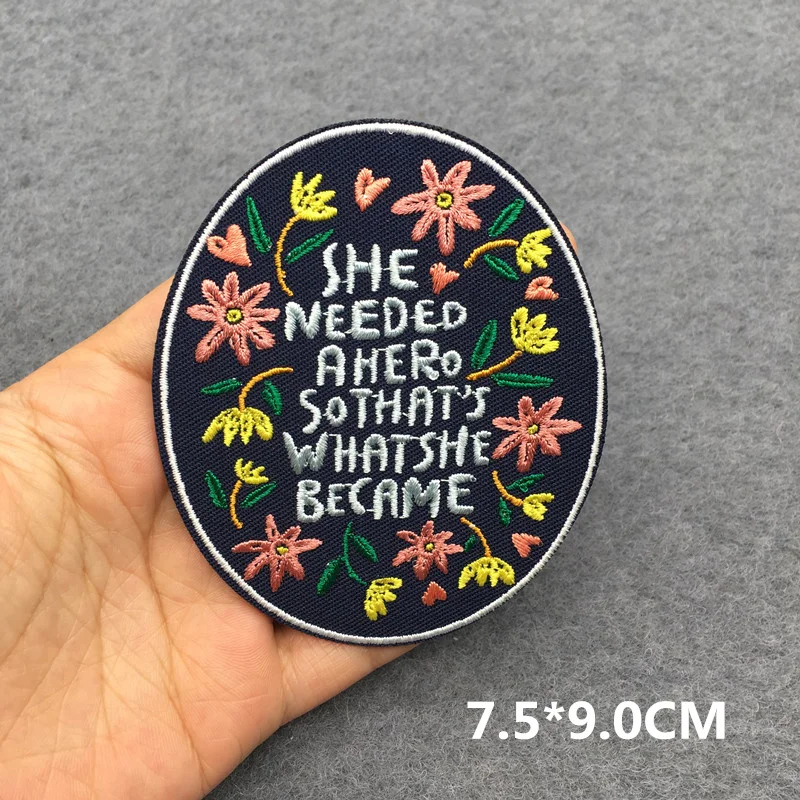 SHE
NEEDED
A HERO
SO THAT'S
WHAT SHE
BECAME
7.5*9.0CM